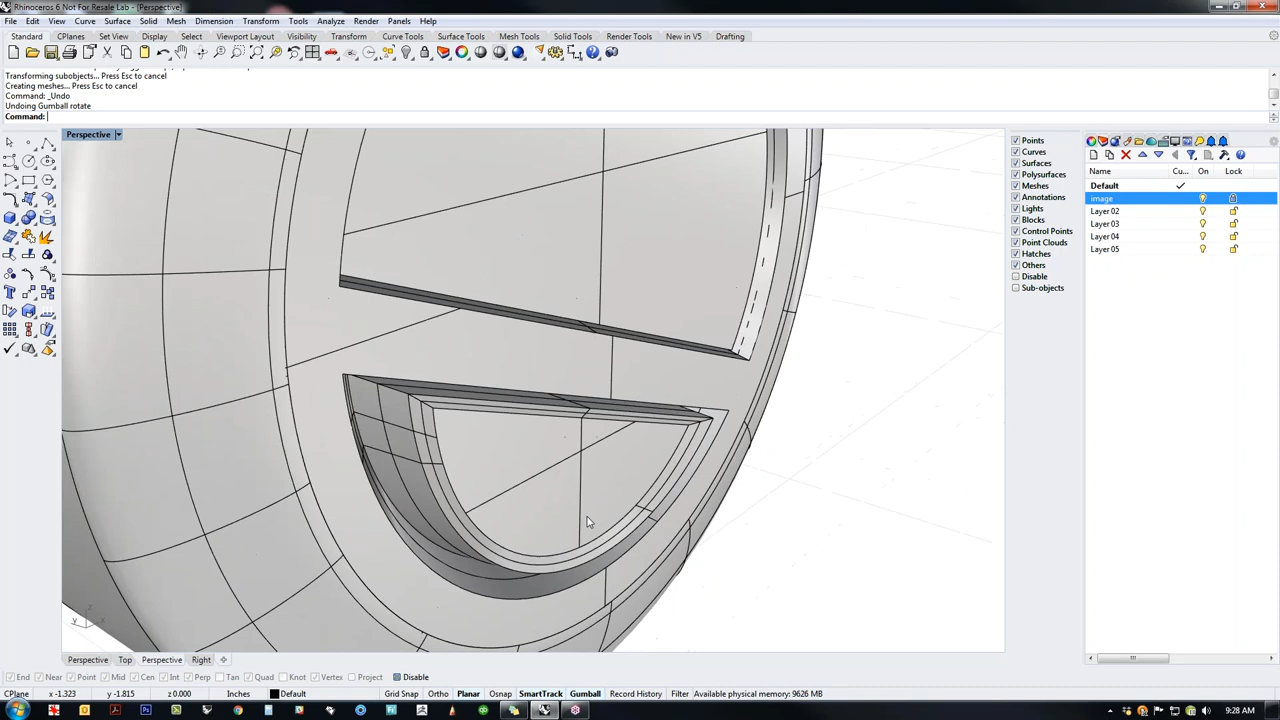 Rhinoceros 6 Not For Resale Lab - [Perspective]
File Edit View Curve Surface Solid Mesh Dimension Transform Tools Analyze Render Panels Help
Standard CPlanes Set View Display Select Viewport Layout Visibility Transform Curve Tools Surface Tools Solid Tools Mesh Tools Render Tools New in V5 Drafting
Transforming subobjects... Press Esc to cancel
Creating meshes... Press Esc to cancel
Command: _Undo
Undoing Gumball rotate
Command:
Perspective
Points
Curves
Surfaces
Polysurfaces
Meshes
Annotations
Lights
Blocks
Control Points
Point Clouds
Hatches
Others
Disable
Sub-objects
Name Cu... On Lock
Default
image
Layer 02
Layer 03
Layer 04
Layer 05
z
y x
Perspective Top Perspective Right
End Near Point Mid Cen Int Perp Tan Quad Knot Vertex Project Disable
CPlane x -1.323 y -1.815 z 0.000 Inches Default Grid Snap Ortho Planar Osnap SmartTrack Gumball Record History Filter Available physical memory: 9626 MB
9:28 AM